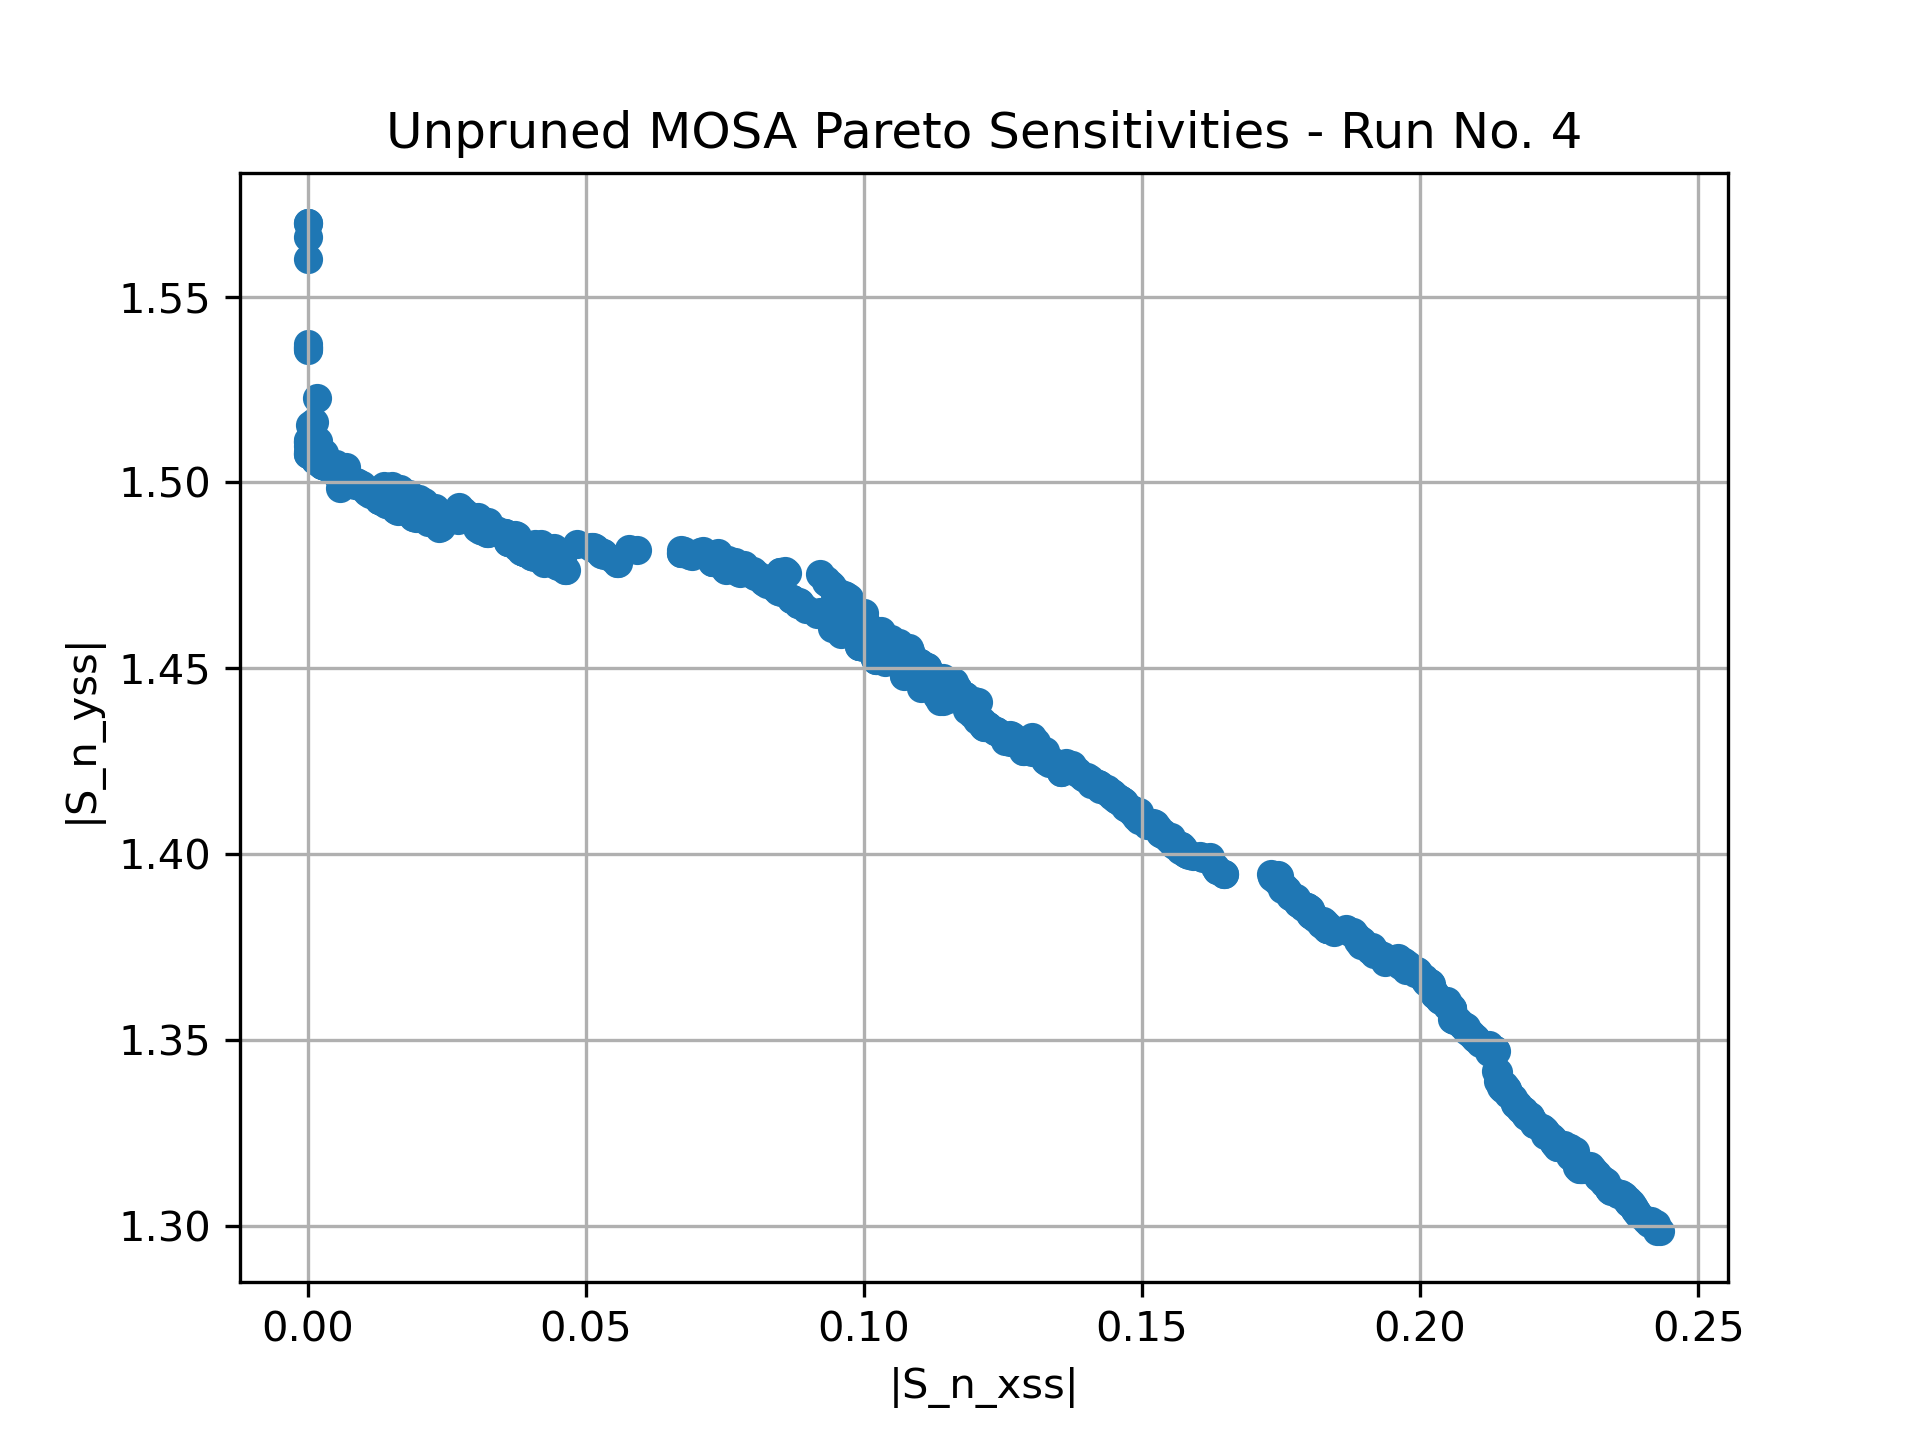 Unpruned MOSA Pareto Sensitivities - Run No. 4
|S_n_yss|
1.55
1.50
1.45
1.40
1.35
1.30
0.00 0.05 0.10 0.15 0.20 0.25
|S_n_xss|